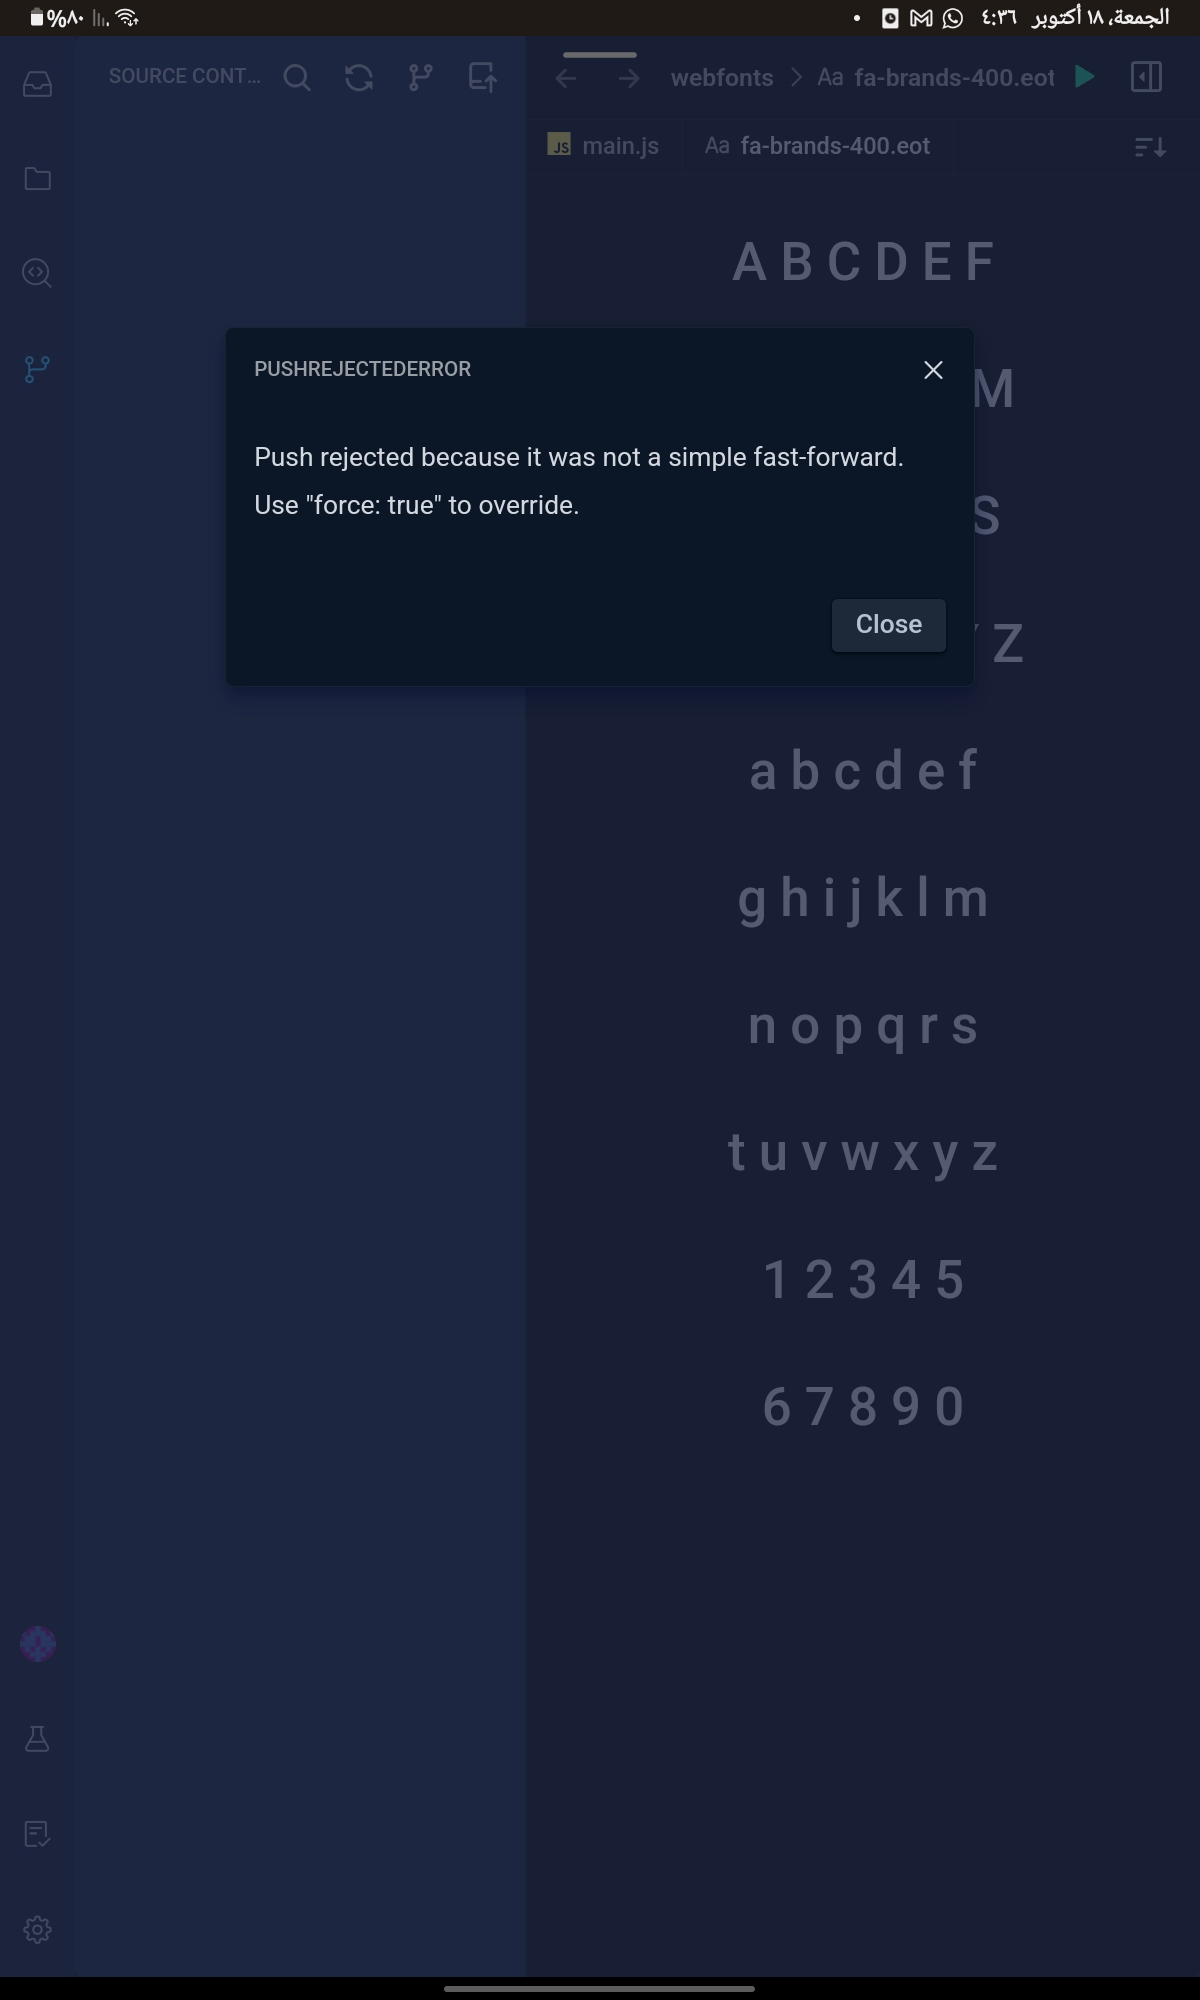 %٨٠ ٤:٣٦ الجمعة، ١٨ أكتوبر
SOURCE CONT...
webfonts > Aa fa-brands-400.eot
JS main.js Aa fa-brands-400.eot
A B C D E F
M
S
Z
PUSHREJECTEDERROR
Push rejected because it was not a simple fast-forward.
Use "force: true" to override.
Close
a b c d e f
g h i j k l m
n o p q r s
t u v w x y z
1 2 3 4 5
6 7 8 9 0